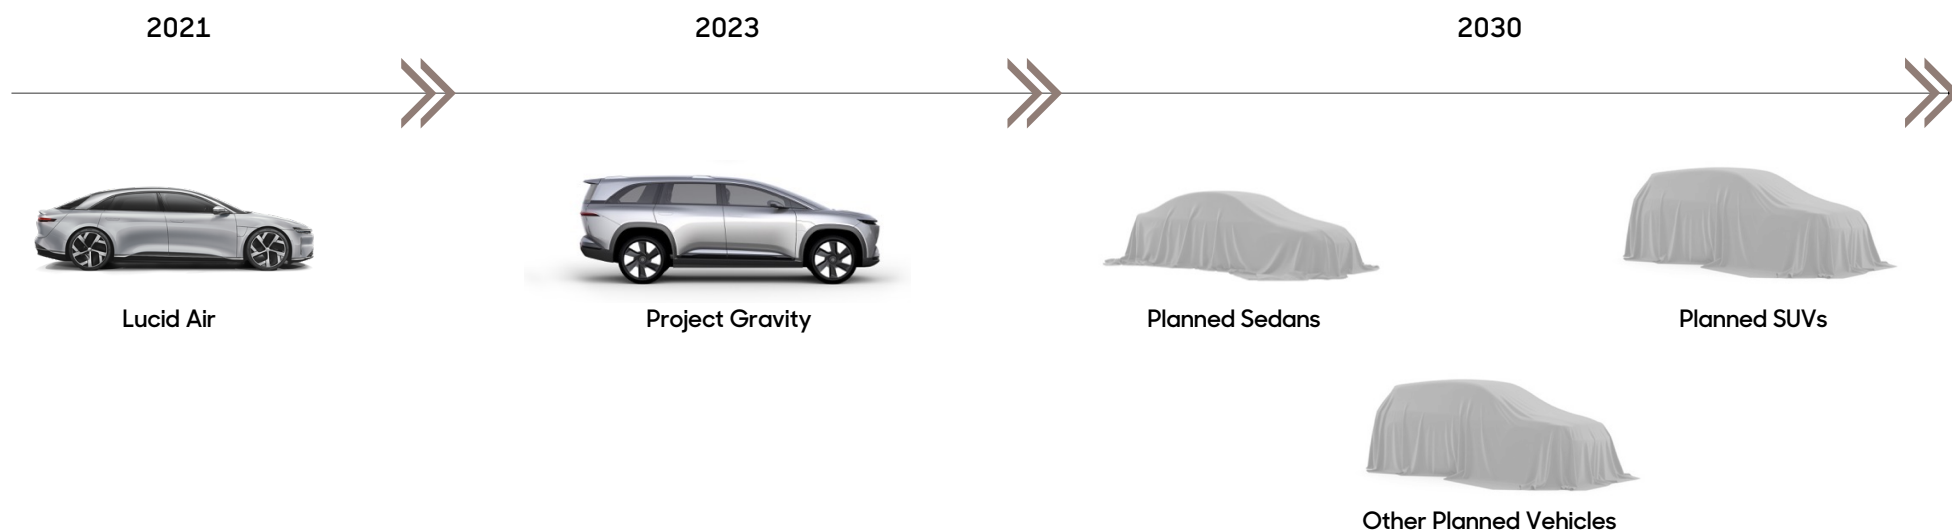 2021
2023
2030
Lucid Air
Project Gravity
Planned Sedans
Planned SUVs
Other Planned Vehicles